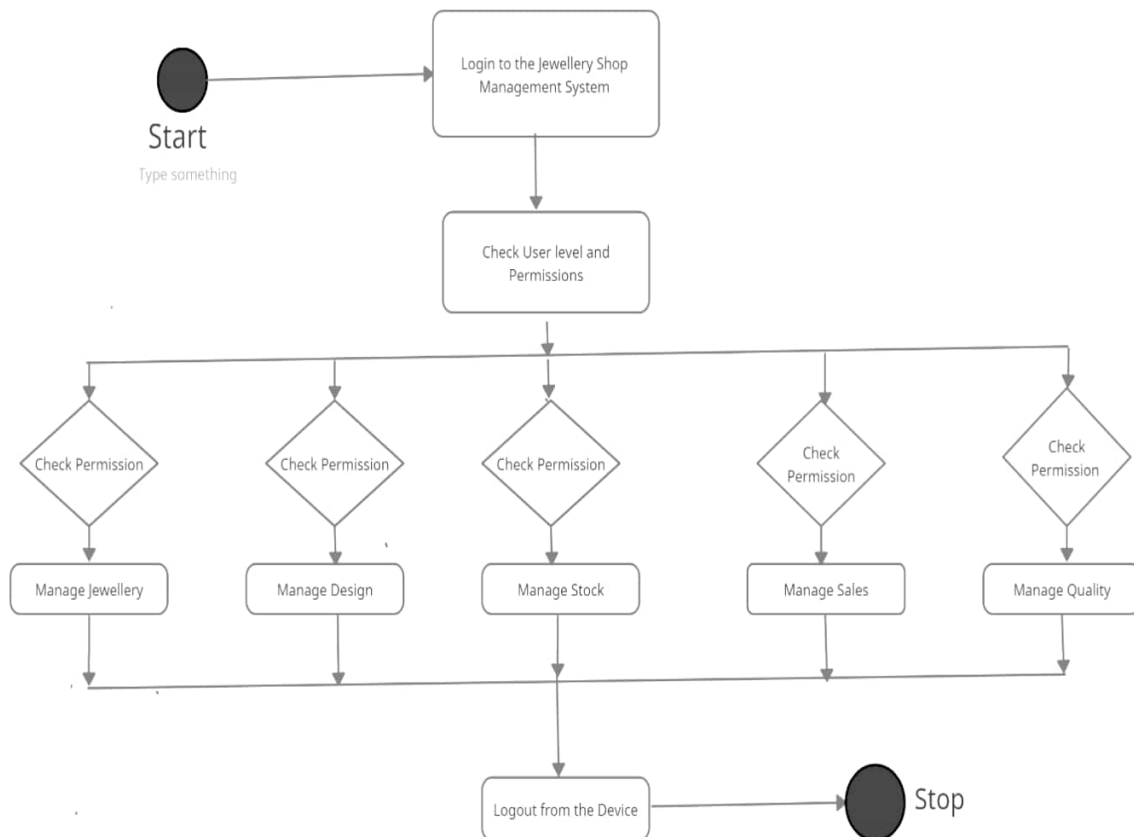 Login to the Jewellery Shop
Management System
Start
Type something
Check User level and
Permissions
Check Permission
Check Permission
Check Permission
Check
Permission
Check
Permission
Manage Jewellery
Manage Design
Manage Stock
Manage Sales
Manage Quality
Logout from the Device
Stop